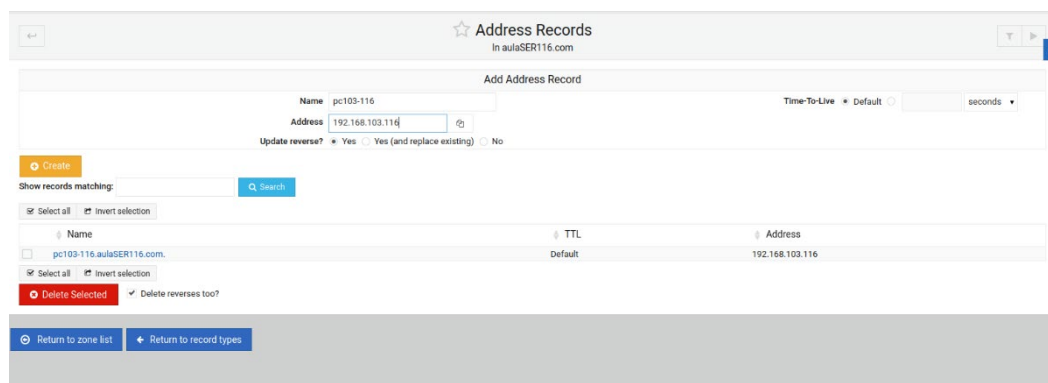 Address Records
In aulaSER116.com
Add Address Record
Name pc103-116 Time-To-Live Default seconds
Address 192.168.103.116
Update reverse? Yes Yes (and replace existing) No
Create
Show records matching: Search
Select all Invert selection
Name TTL Address
pc103-116.aulaSER116.com. Default 192.168.103.116
Select all Invert selection
Delete Selected Delete reverses too?
Return to zone list Return to record types